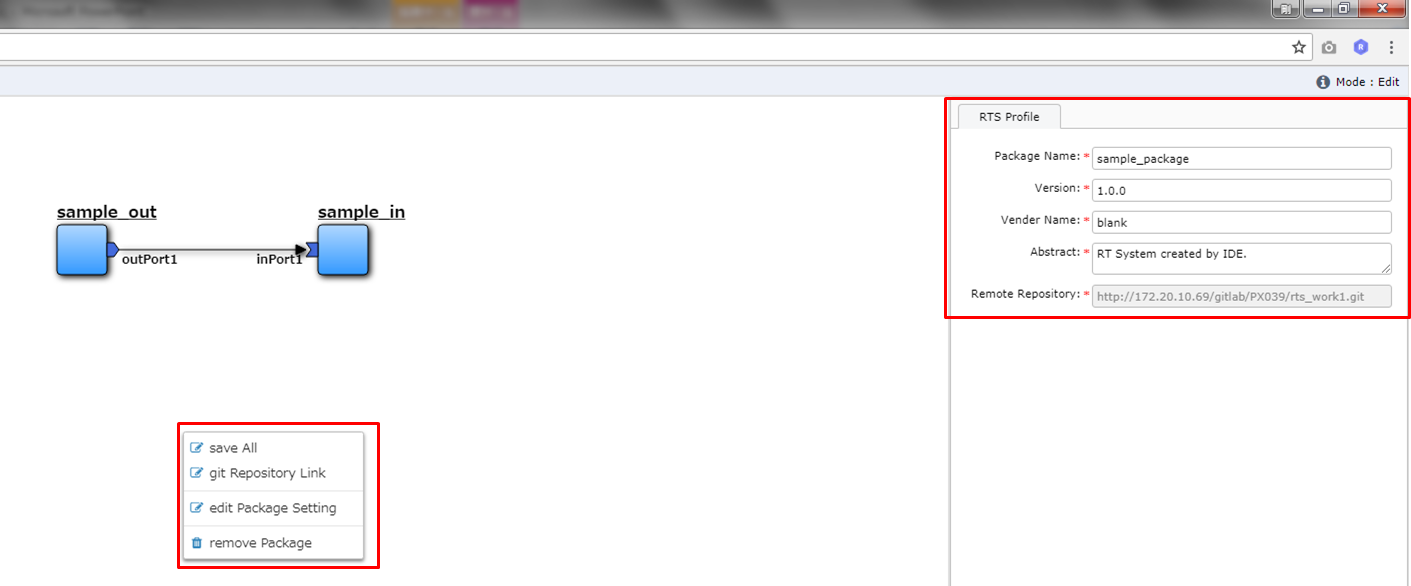 Mode : Edit
RTS Profile
Package Name: * sample_package
Version: * 1.0.0
Vender Name: * blank
Abstract: * RT System created by IDE.
Remote Repository: * http://172.20.10.69/gitlab/PX039/rts_work1.git
sample_out
sample_in
outPort1
inPort1
save All
git Repository Link
edit Package Setting
remove Package